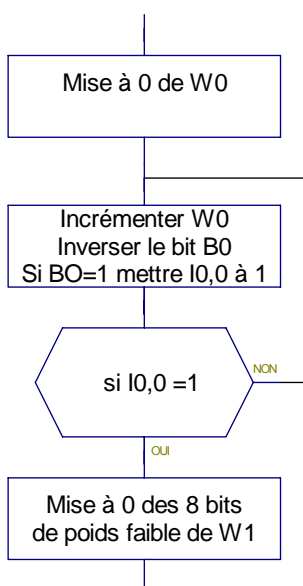 Mise à 0 de W0
Incrémenter W0
Inverser le bit B0
Si BO=1 mettre I0,0 à 1
si I0,0 =1
NON
OUI
Mise à 0 des 8 bits
de poids faible de W1